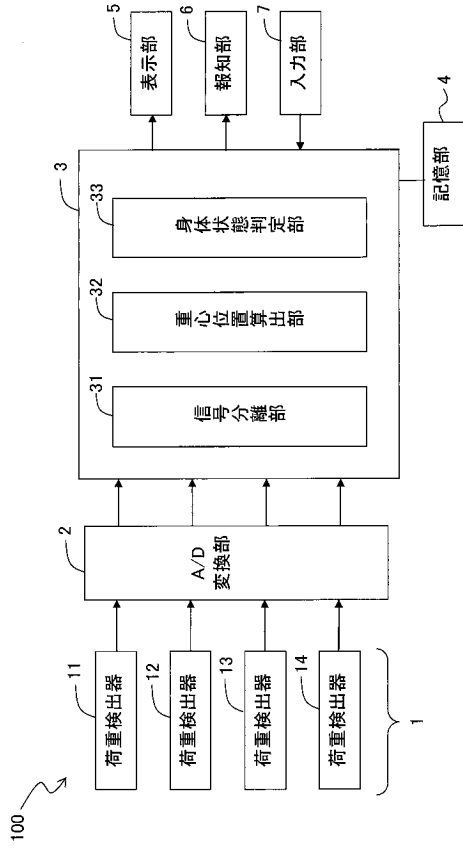 100
1
荷重検出器
11
荷重検出器
12
荷重検出器
13
荷重検出器
14
A/D
変換部
2
3
信号分離部
31
重心位置算出部
32
身体状態判定部
33
表示部
5
報知部
6
入力部
7
記憶部
4